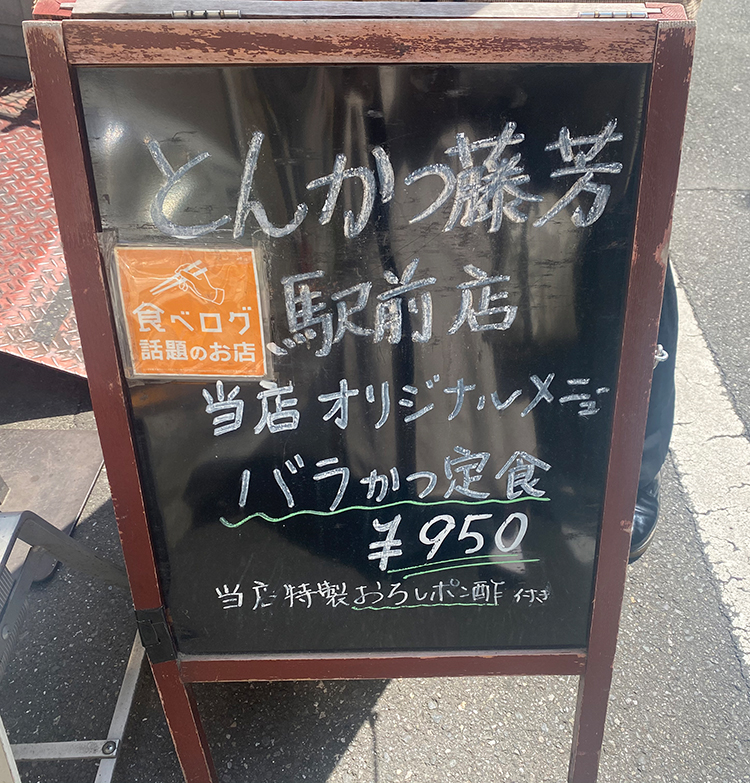 とんかつ藤芳
駅前店
食べログ
話題のお店
当店オリジナルメニュー
バラかつ定食
¥950
当店特製おろしポン酢付き